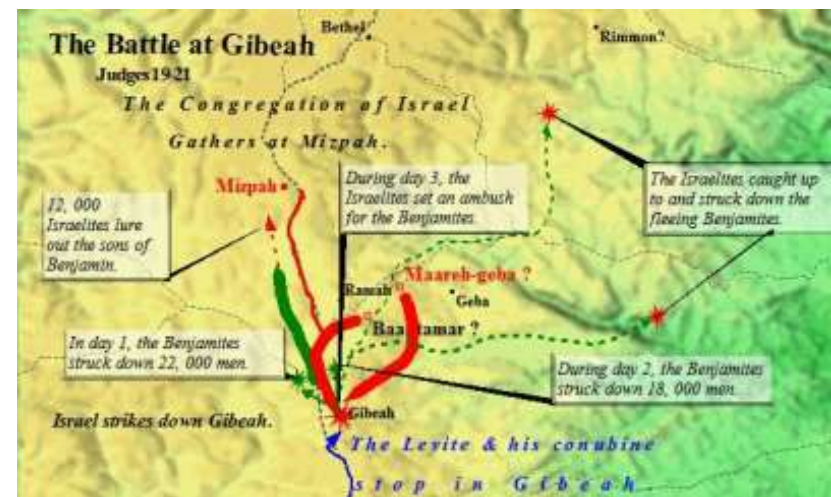 Bethel
The Battle at Gibeah
Rimmon?
Judges 19-21
The Congregation of Israel
Gathers at Mizpah.
Mizpah
During day 3, the
Israelites set an ambush
for the Benjamites.
The Israelites caught up
to and struck down the
fleeing Benjamites.
12, 000
Israelites lure
out the sons of
Benjamin.
Maareh-geba ?
Ramah
Geba
Baal-tamar ?
In day 1, the Benjamites
struck down 22, 000 men.
During day 2, the Benjamites
struck down 18, 000 men.
Israel strikes down Gibeah.
Gibeah
The Levite & his conubine
stop in Gibeah